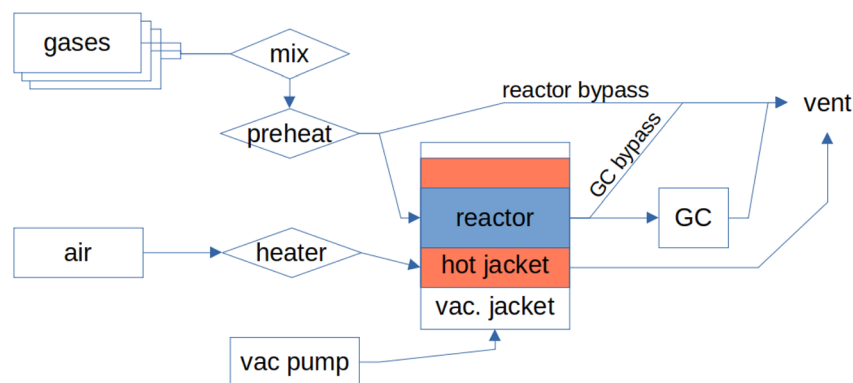 gases
mix
reactor bypass
vent
preheat
GC bypass
reactor
GC
air
heater
hot jacket
vac. jacket
vac pump